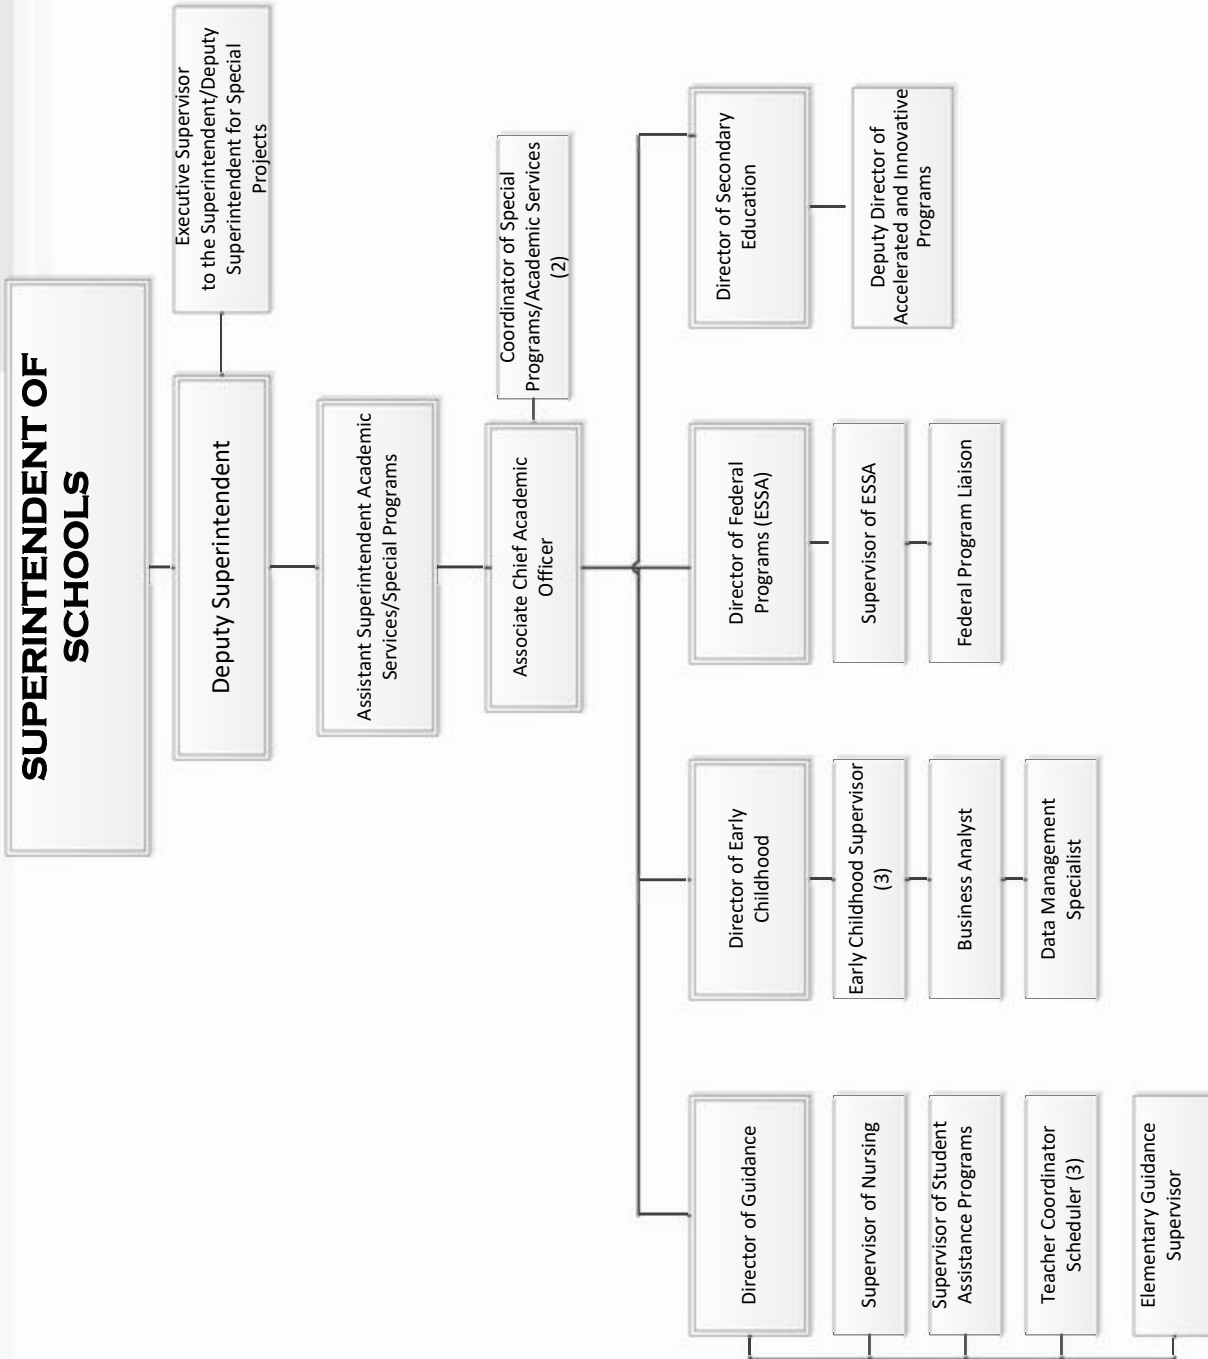 SUPERINTENDENT OF
SCHOOLS
Deputy Superintendent
Executive Supervisor
to the Superintendent/Deputy
Superintendent for Special
Projects
Assistant Superintendent Academic
Services/Special Programs
Associate Chief Academic
Officer
Coordinator of Special
Programs/Academic Services
(2)
Director of Guidance
Supervisor of Nursing
Supervisor of Student
Assistance Programs
Teacher Coordinator
Scheduler (3)
Elementary Guidance
Supervisor
Director of Early
Childhood
Early Childhood Supervisor
(3)
Business Analyst
Data Management
Specialist
Director of Federal
Programs (ESSA)
Supervisor of ESSA
Federal Program Liaison
Director of Secondary
Education
Deputy Director of
Accelerated and Innovative
Programs